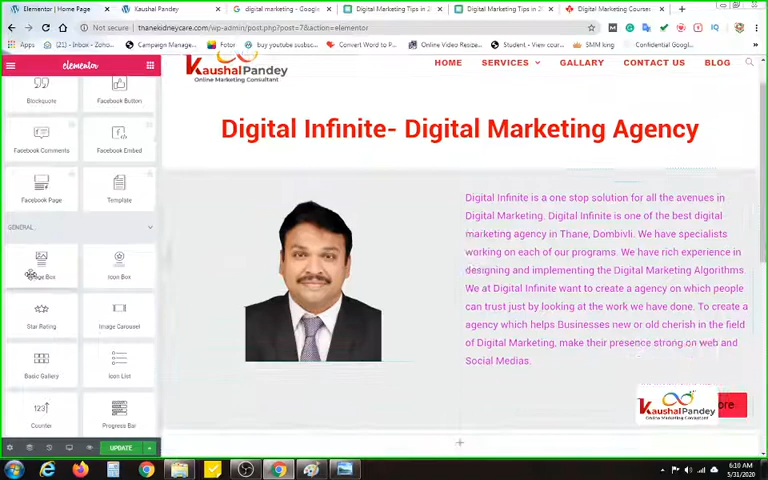 Elementor | Home Page
Kaushal Pandey
digital marketing - Google
Digital Marketing Tips in 2
Digital Marketing Tips in 2
Digital Marketing Courses
Not secure | thanekidneycare.com/wp-admin/post.php?post=7&action=elementor
Apps
(21) - Inbox - Zoho
Campaign Manage...
buy youtube subsc...
Convert Word to P...
Online Video Resize...
Student - View cour...
SMM long
Confidential Googl...
elementor
KaushalPandey
Online Marketing Consultant
HOME
SERVICES
GALLARY
CONTACT US
BLOG
Blockquote
Facebook Button
Facebook Comments
Facebook Embed
Facebook Page
Template
GENERAL
Image Box
Icon Box
Star Rating
Image Carousel
Basic Gallery
Icon List
Counter
Progress Bar
UPDATE
Digital Infinite- Digital Marketing Agency
Digital Infinite is a one stop solution for all the avenues in
Digital Marketing. Digital Infinite is one of the best digital
marketing agency in Thane, Dombivli. We have specialists
working on each of our programs. We have rich experience in
designing and implementing the Digital Marketing Algorithms
We at Digital Infinite want to create a agency on which people
can trust just by looking at the work we have done. To create a
agency which helps Businesses new or old cherish in the field
of Digital Marketing, make their presence strong on web and
Social Medias.
KaushalPandey
Online Marketing Consultant
6:10 AM
5/31/2020